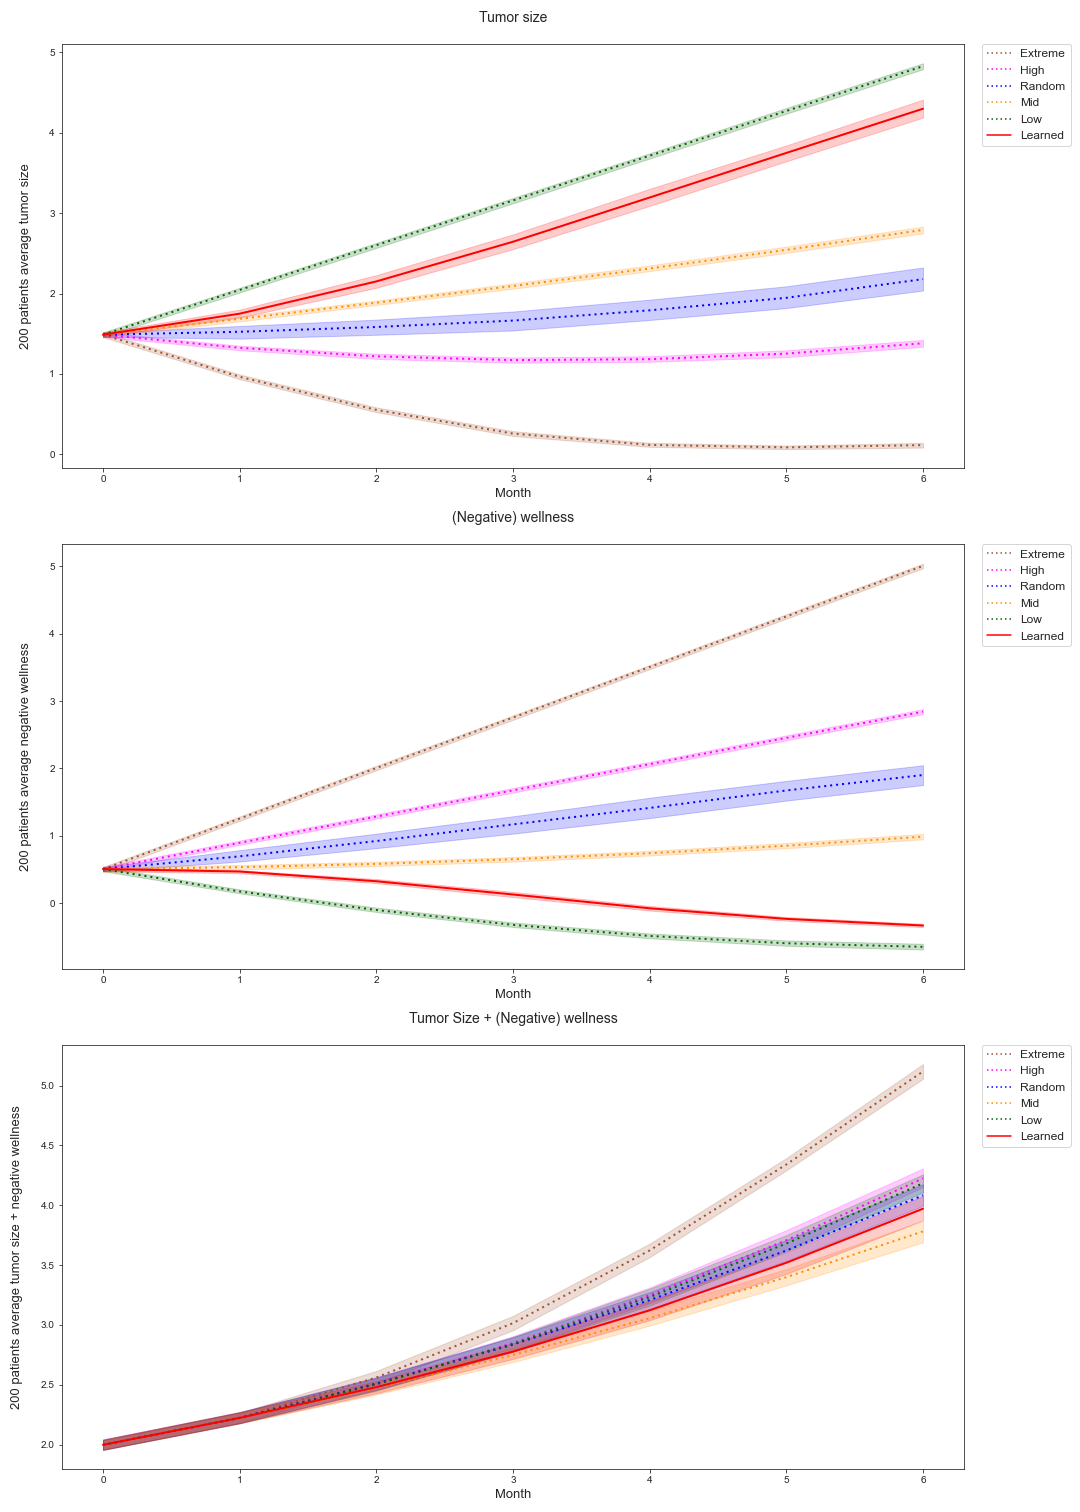 Tumor size
5
4
3
2
1
0
200 patients average tumor size
0 1 2 3 4 5 6
Month
Extreme
High
Random
Mid
Low
Learned
(Negative) wellness
5
4
3
2
1
0
200 patients average negative wellness
0 1 2 3 4 5 6
Month
Extreme
High
Random
Mid
Low
Learned
Tumor Size + (Negative) wellness
5.0
4.5
4.0
3.5
3.0
2.5
2.0
200 patients average tumor size + negative wellness
0 1 2 3 4 5 6
Month
Extreme
High
Random
Mid
Low
Learned